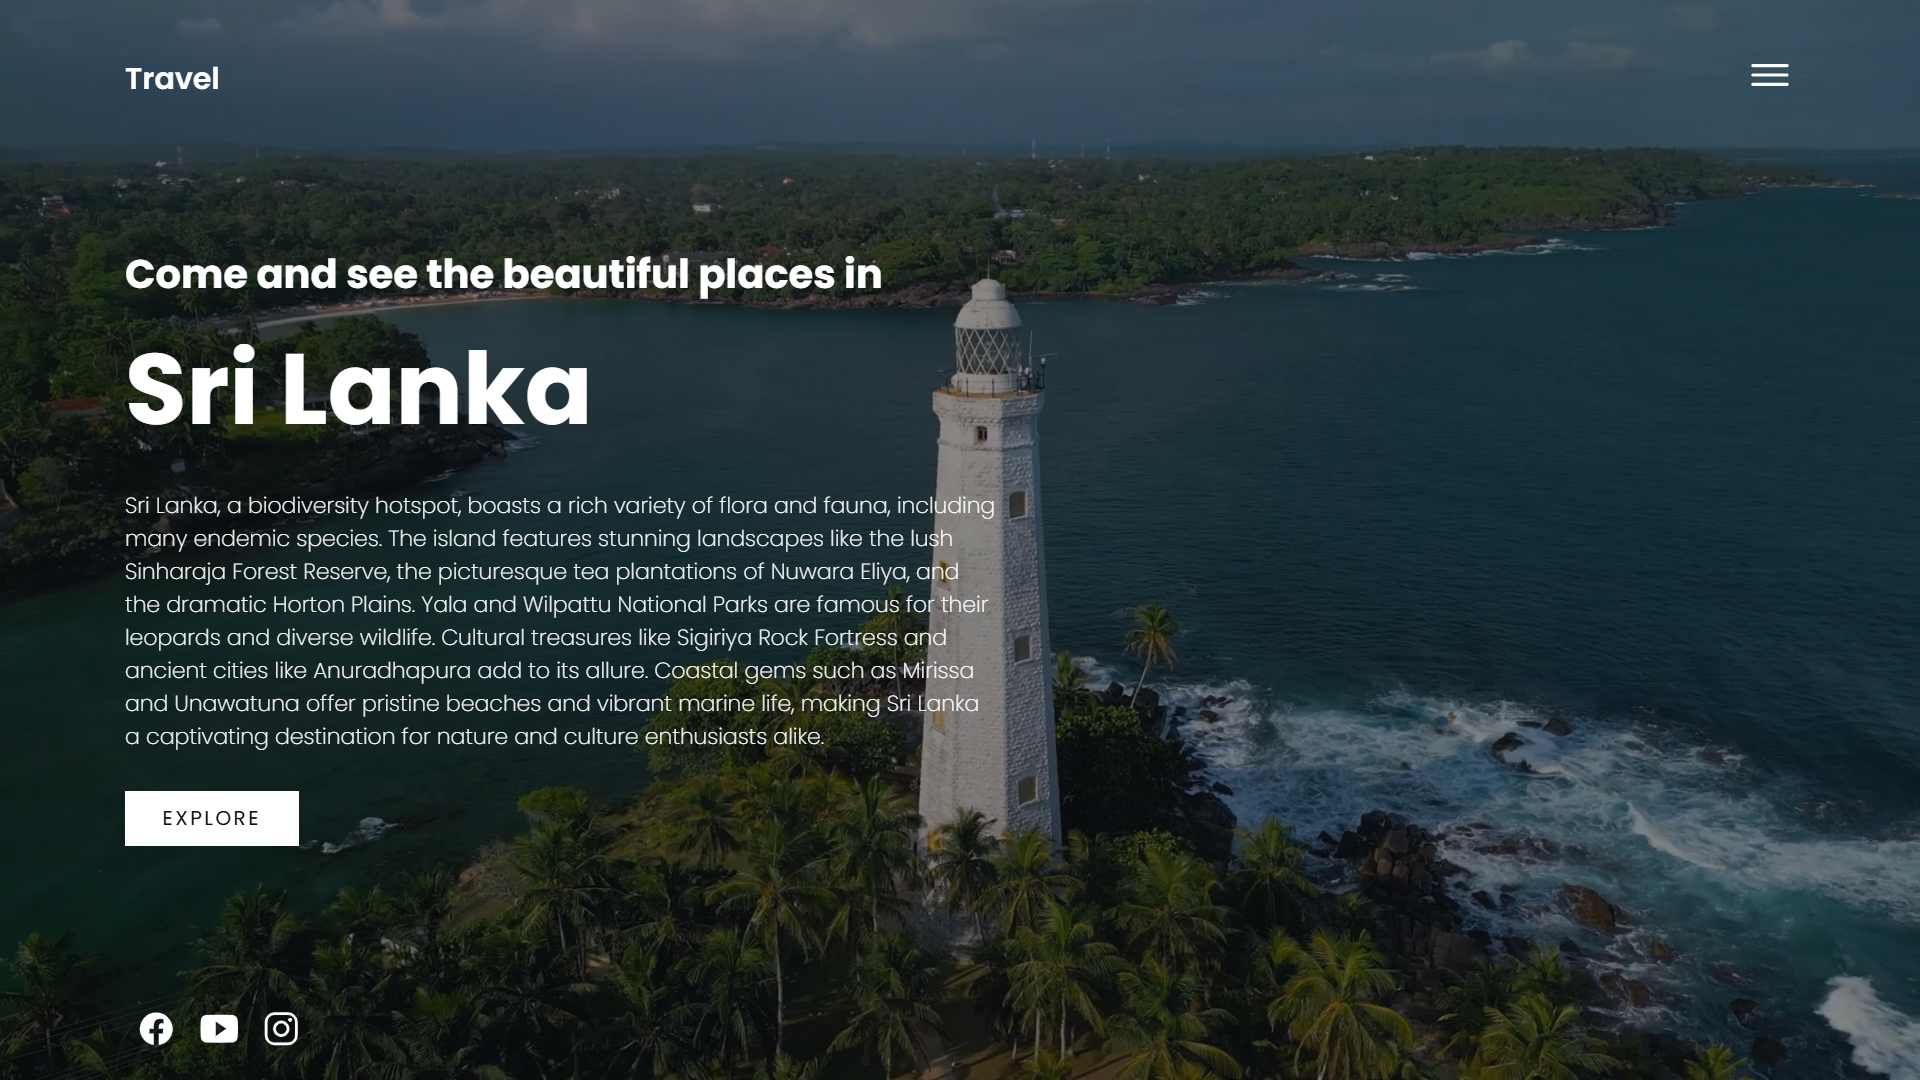 Travel
Come and see the beautiful places in
Sri Lanka
Sri Lanka, a biodiversity hotspot, boasts a rich variety of flora and fauna, including
many endemic species. The island features stunning landscapes like the lush
Sinharaja Forest Reserve, the picturesque tea plantations of Nuwara Eliya, and
the dramatic Horton Plains. Yala and Wilpattu National Parks are famous for their
leopards and diverse wildlife. Cultural treasures like Sigiriya Rock Fortress and
ancient cities like Anuradhapura add to its allure. Coastal gems such as Mirissa
and Unawatuna offer pristine beaches and vibrant marine life, making Sri Lanka
a captivating destination for nature and culture enthusiasts alike.
EXPLORE